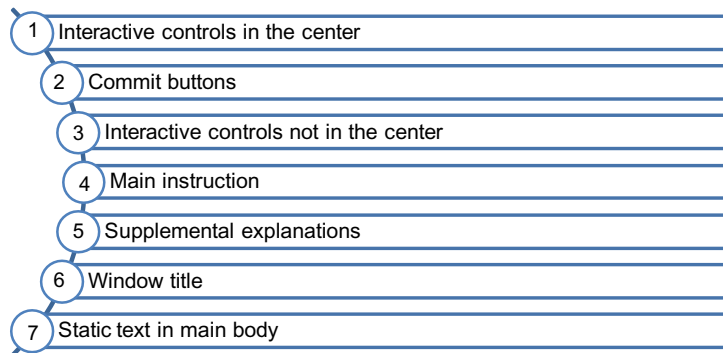 1 Interactive controls in the center
2 Commit buttons
3 Interactive controls not in the center
4 Main instruction
5 Supplemental explanations
6 Window title
7 Static text in main body